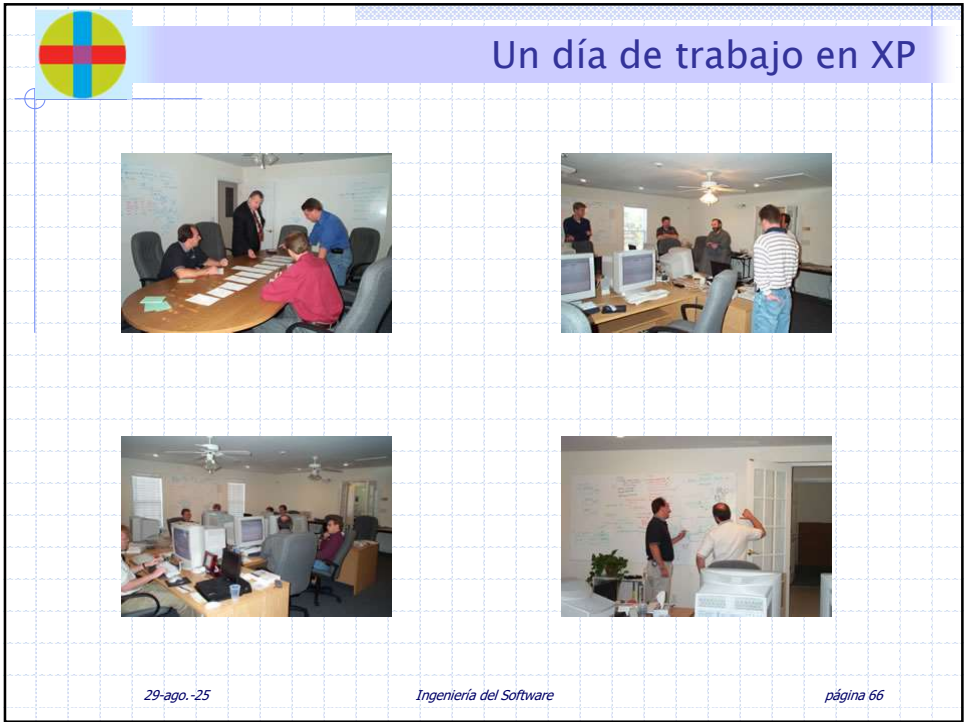 Un día de trabajo en XP
29-ago.-25
Ingeniería del Software
página 66